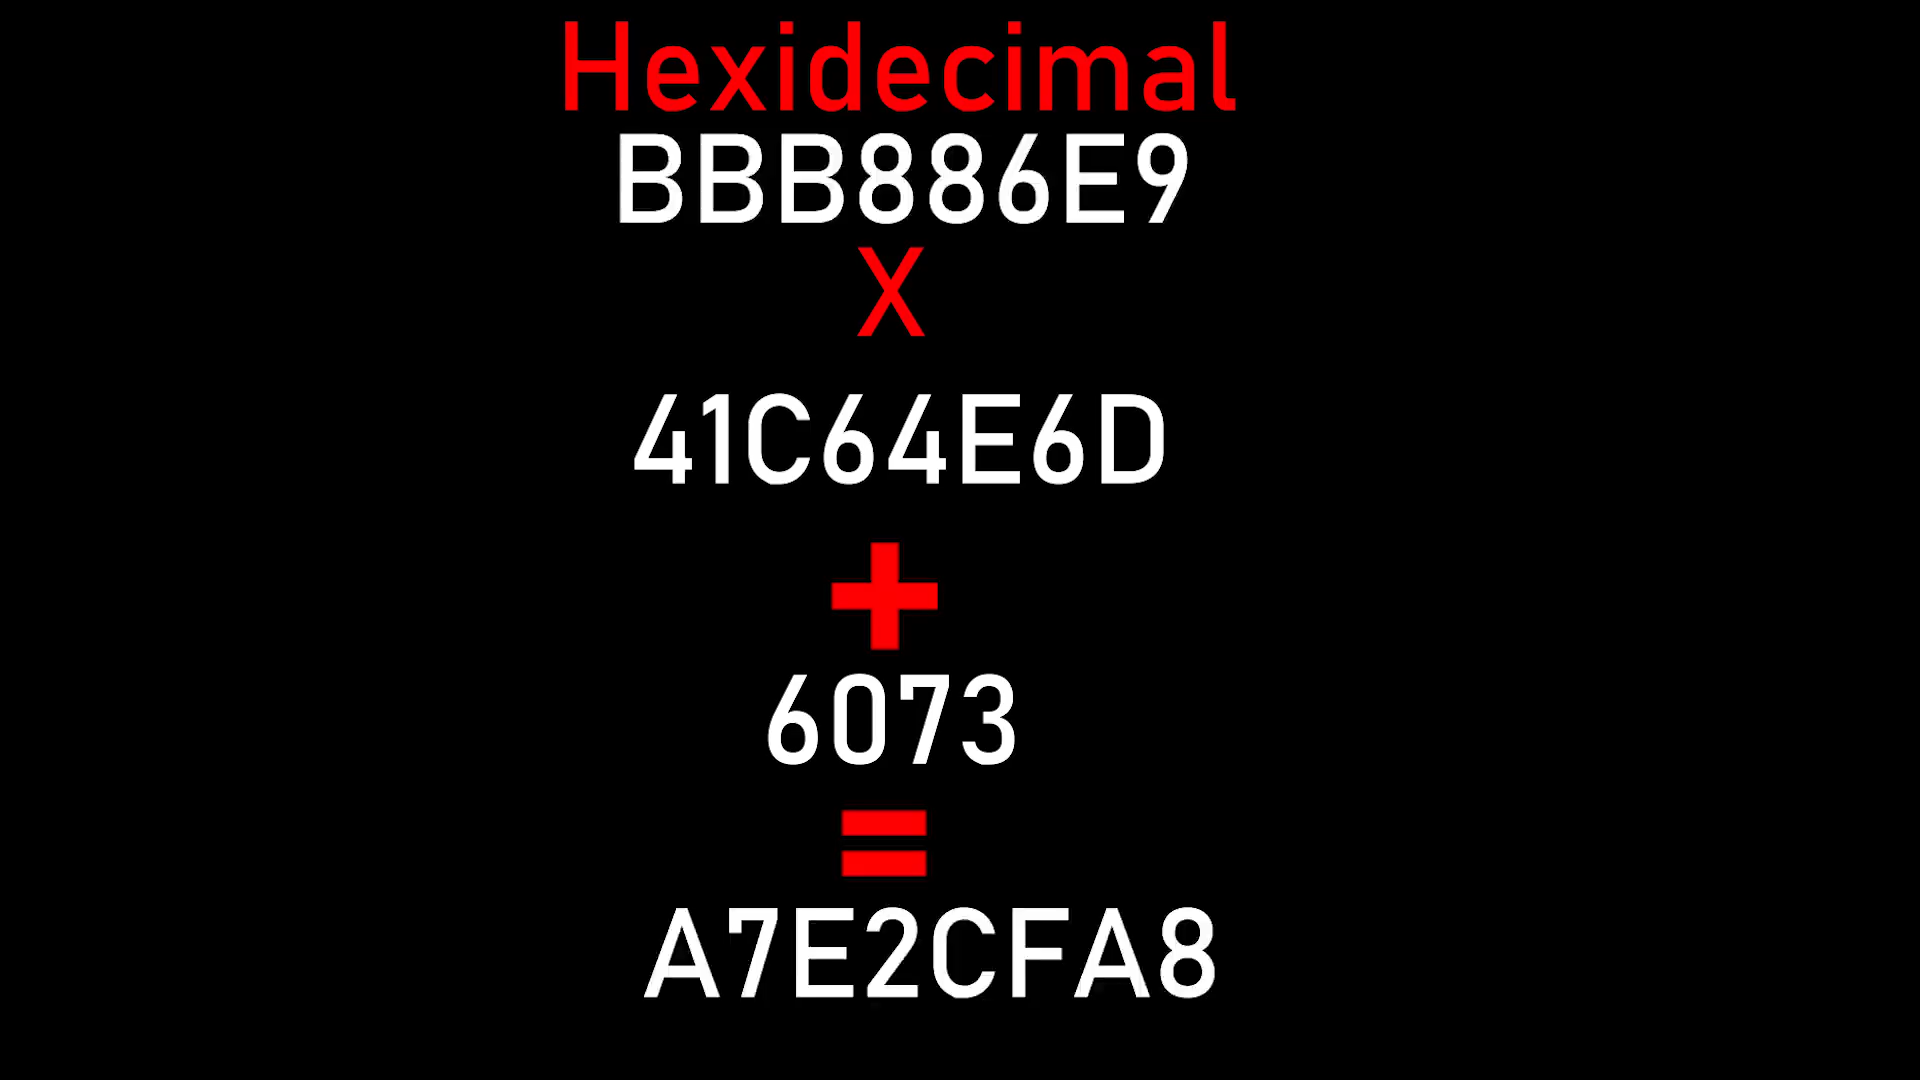 Hexidecimal
BBB886E9
X
41C64E6D
+
6073
=
A7E2CFA8